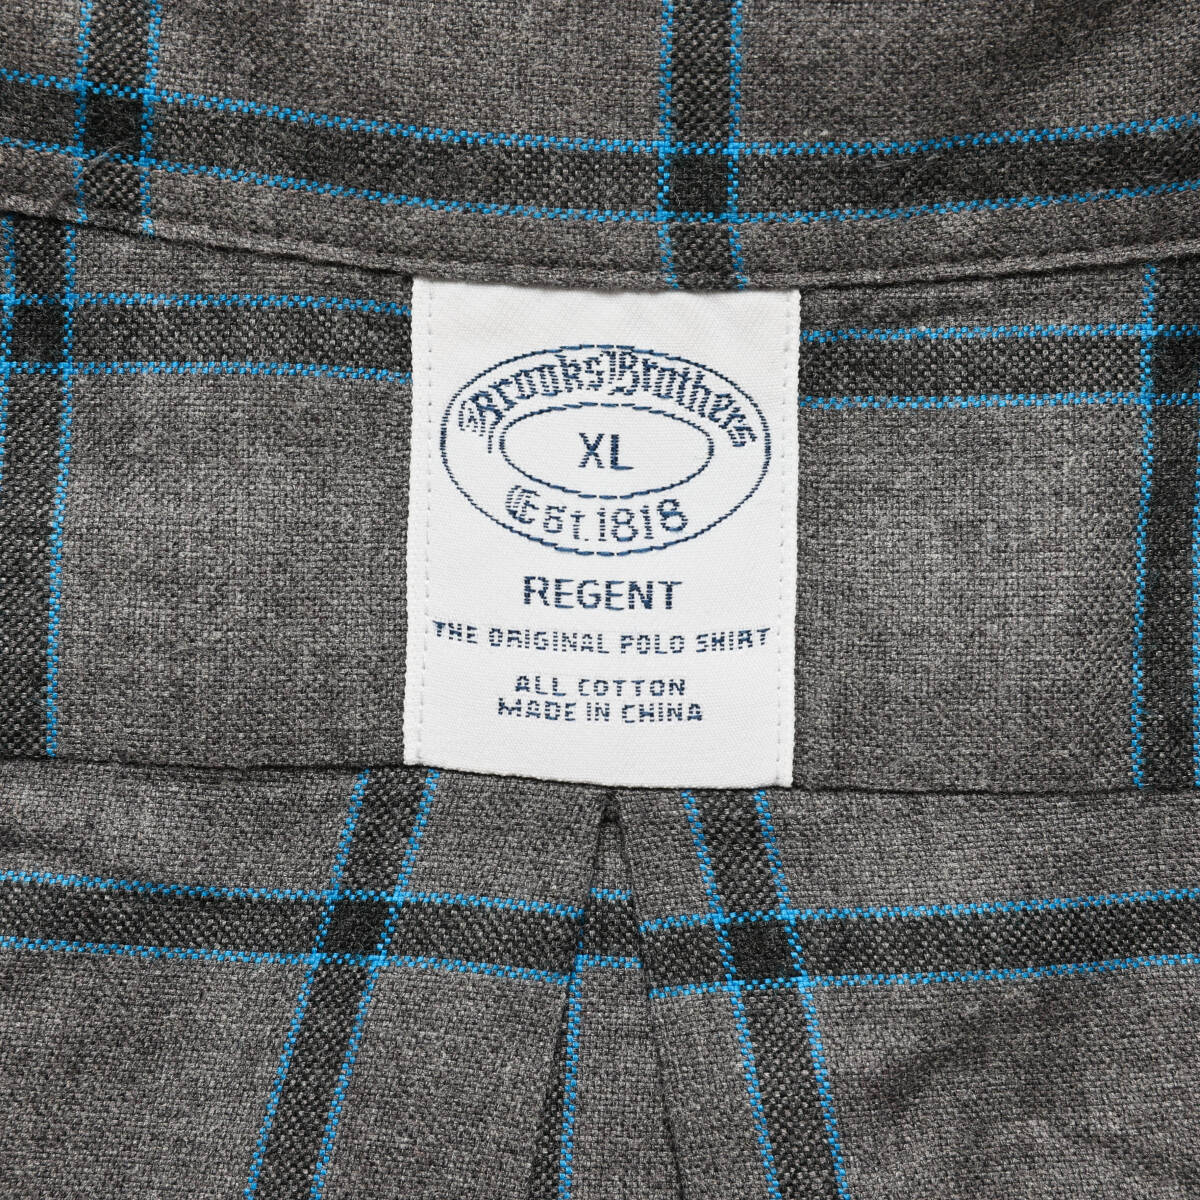 Brooks Brothers
XL
Est. 1818
REGENT
THE ORIGINAL POLO SHIRT
ALL COTTON
MADE IN CHINA